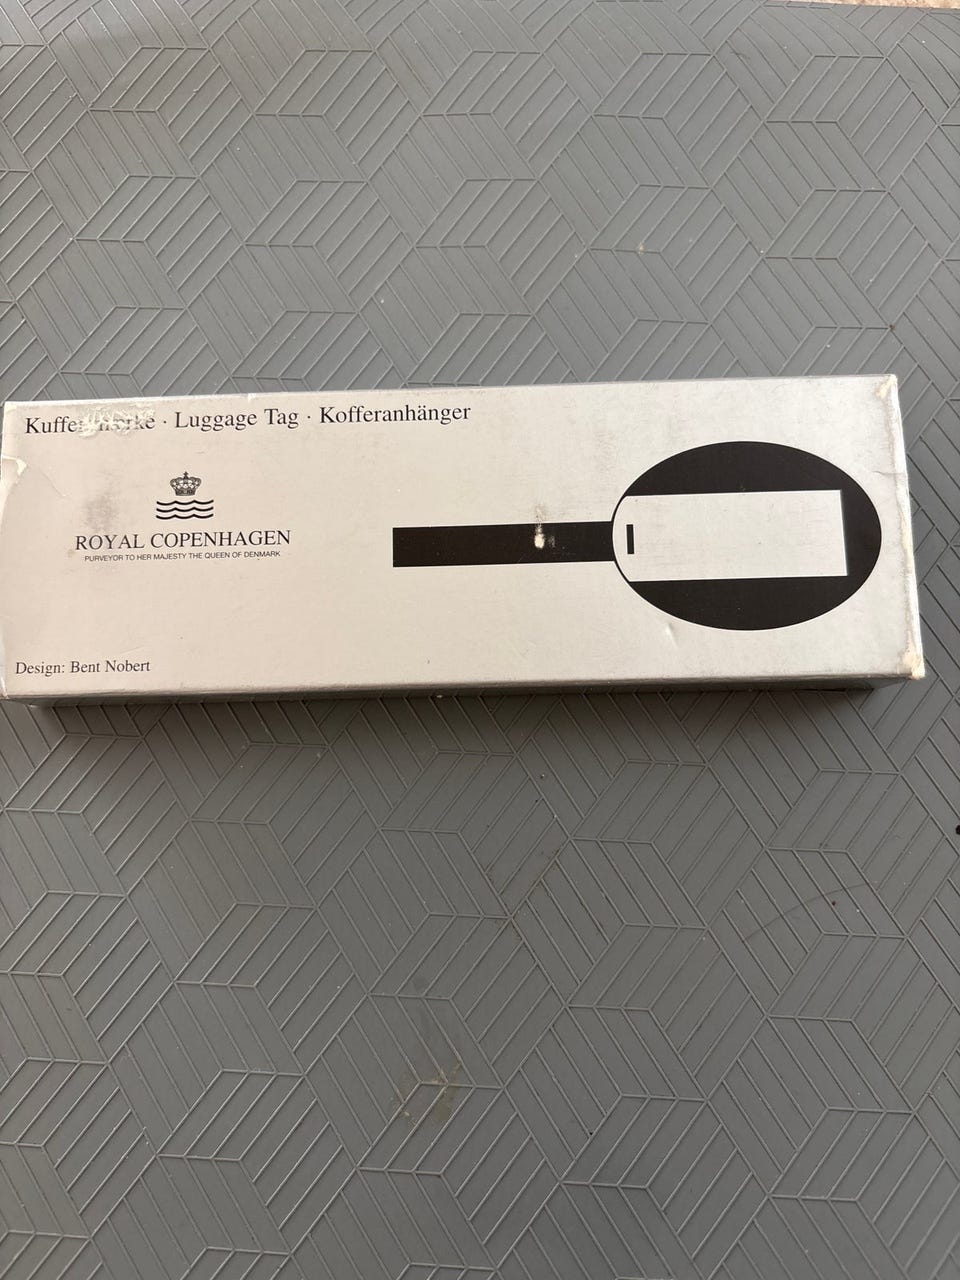 · Luggage Tag · Kofferanhänger
ROYAL COPENHAGEN
PURVEYOR TO HER MAJESTY THE QUEEN OF DENMARK
Design: Bent Nobert